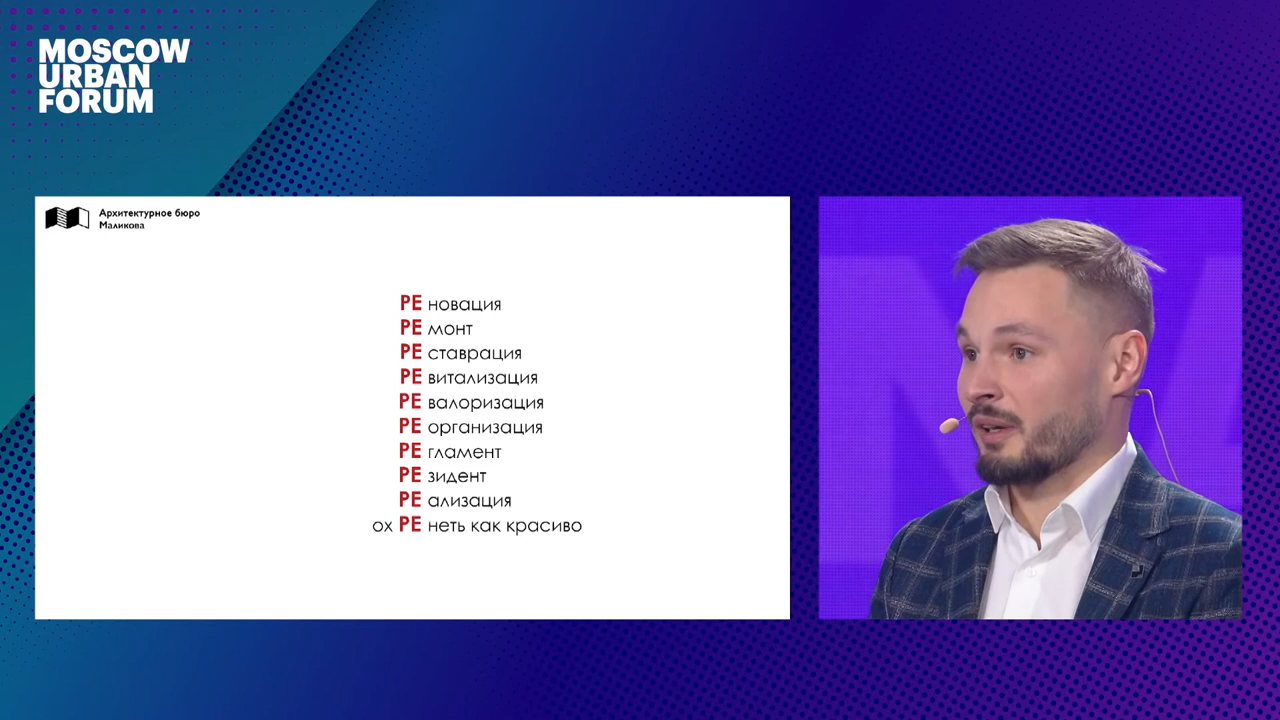 MOSCOW
URBAN
FORUM
Архитектурное бюро
Маликова
РЕ новация
РЕ монт
РЕ ставрация
РЕ витализация
РЕ валоризация
РЕ организация
РЕ гламент
РЕ зидент
РЕ ализация
ох РЕ неть как красиво